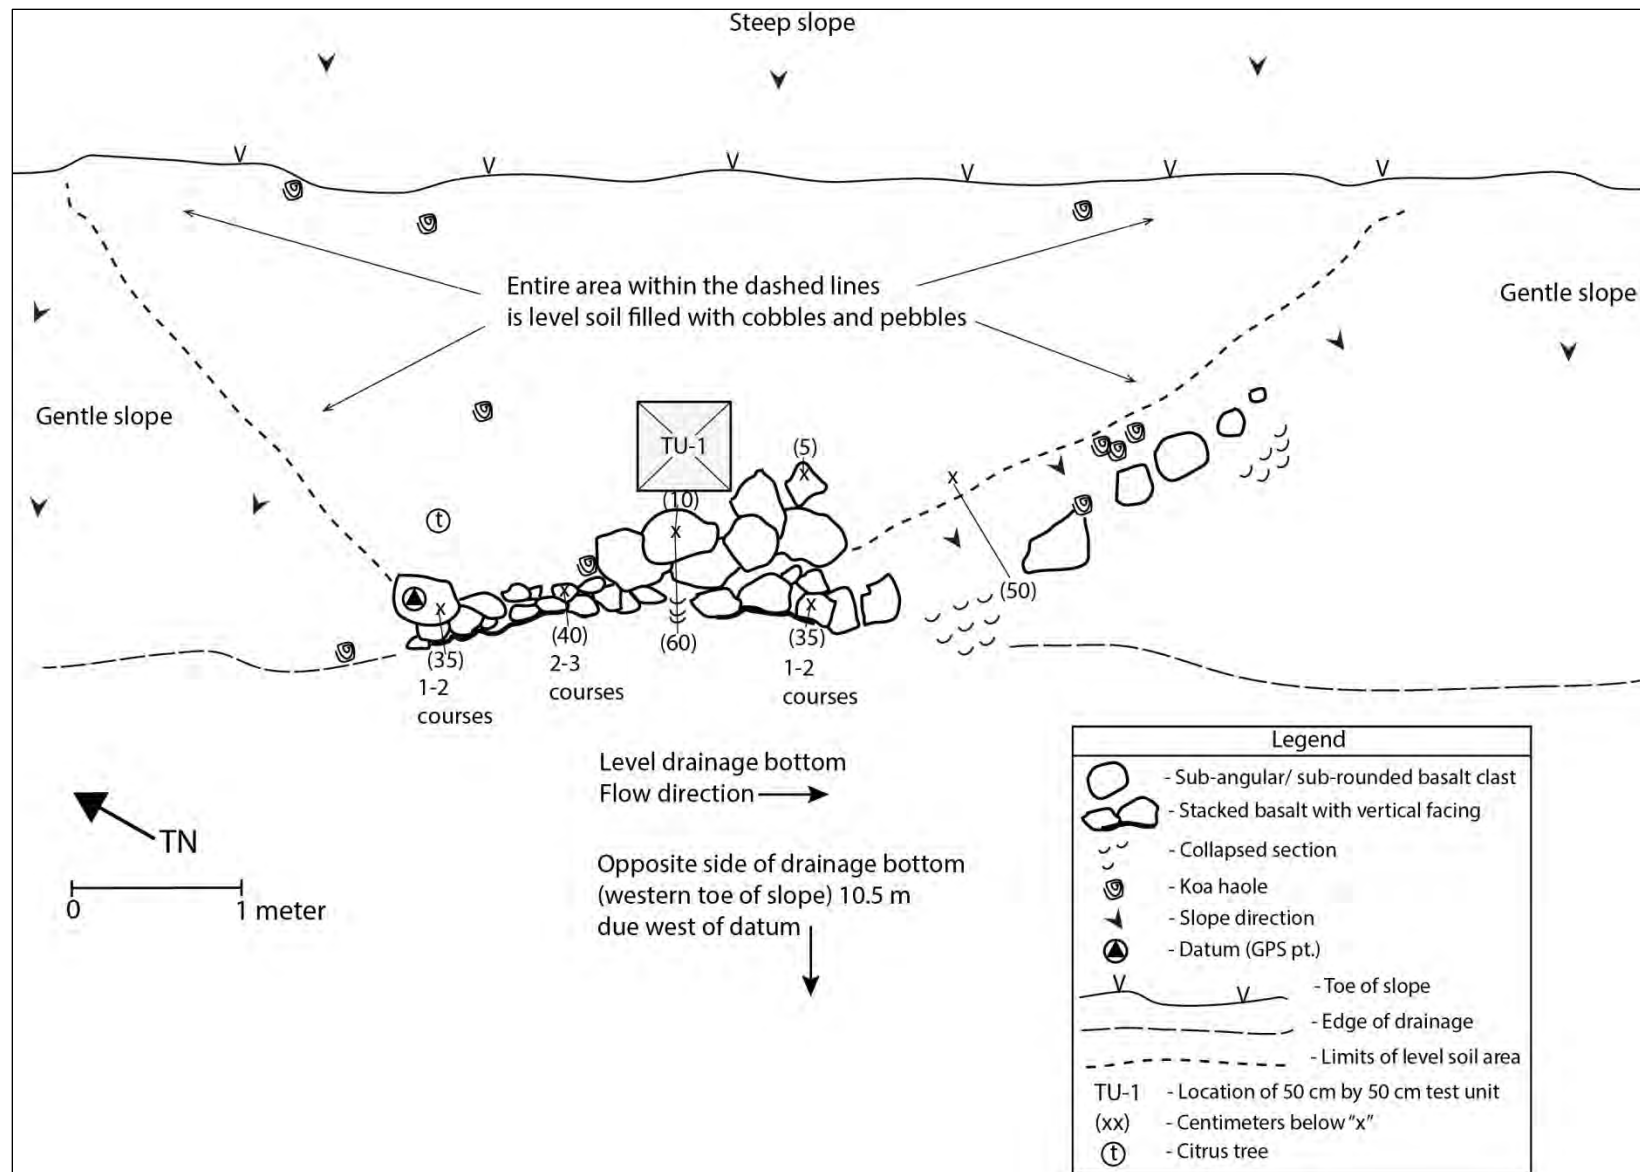 Steep slope
V V V V V V
Entire area within the dashed lines
is level soil filled with cobbles and pebbles
Gentle slope
Gentle slope
TU-1
(5)
x
(10)
x
x
t
x
x
x
(50)
(35)
(40)
(60)
(35)
1-2
courses
2-3
courses
1-2
courses
Level drainage bottom
Flow direction
TN
0 1 meter
Opposite side of drainage bottom
(western toe of slope) 10.5 m
due west of datum
Legend
- Sub-angular/ sub-rounded basalt clast
- Stacked basalt with vertical facing
- Collapsed section
- Koa haole
- Slope direction
- Datum (GPS pt.)
V V - Toe of slope
- Edge of drainage
- Limits of level soil area
TU-1 - Location of 50 cm by 50 cm test unit
(xx) - Centimeters below "x"
t - Citrus tree